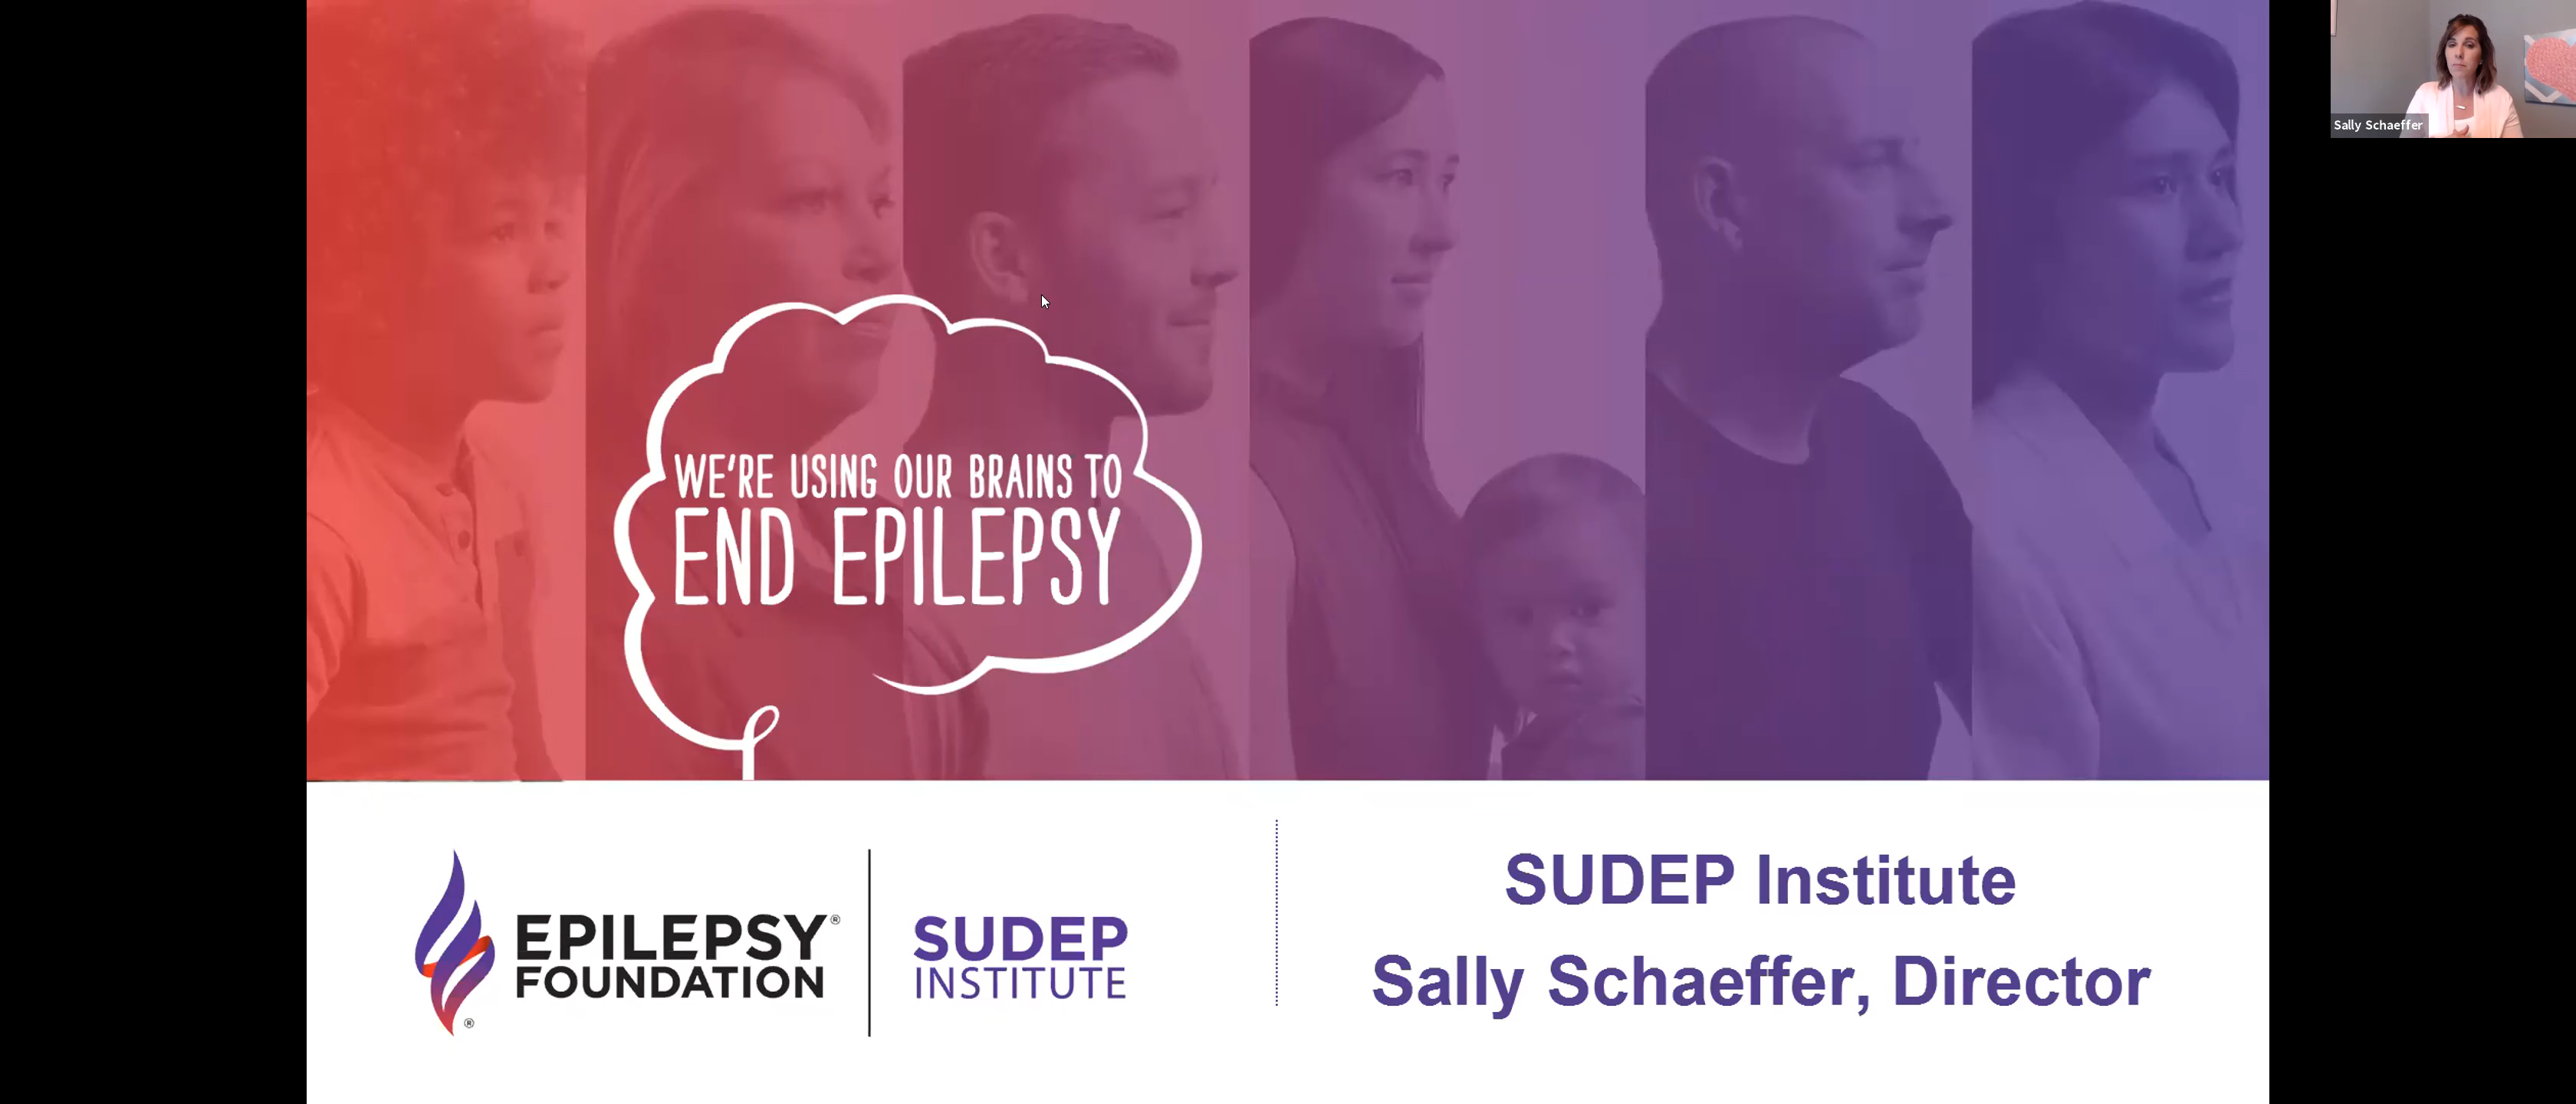 Sally Schaeffer
WE'RE USING OUR BRAINS TO
END EPILEPSY
EPILEPSY®
FOUNDATION
®
SUDEP
INSTITUTE
SUDEP Institute
Sally Schaeffer, Director